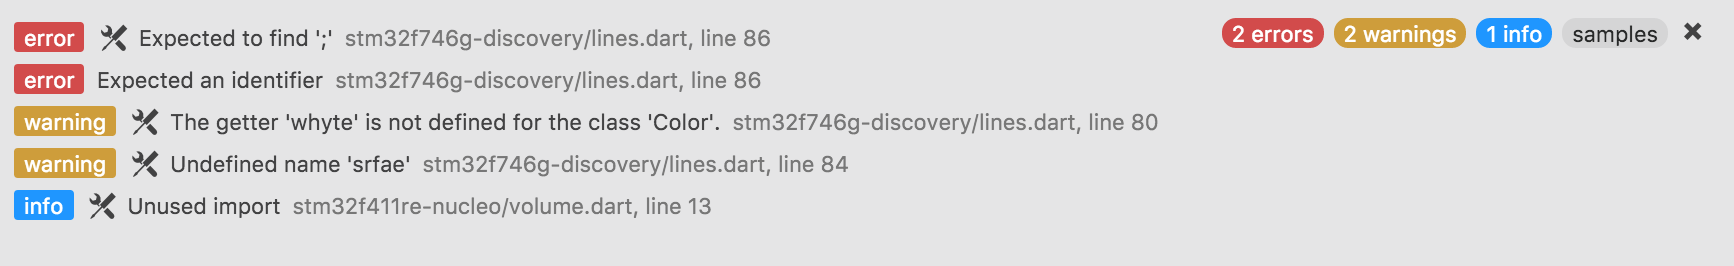 error Expected to find ';' stm32f746g-discovery/lines.dart, line 86 2 errors 2 warnings 1 info samples
error Expected an identifier stm32f746g-discovery/lines.dart, line 86
warning The getter 'whyte' is not defined for the class 'Color'. stm32f746g-discovery/lines.dart, line 80
warning Undefined name 'srfae' stm32f746g-discovery/lines.dart, line 84
info Unused import stm32f411re-nucleo/volume.dart, line 13